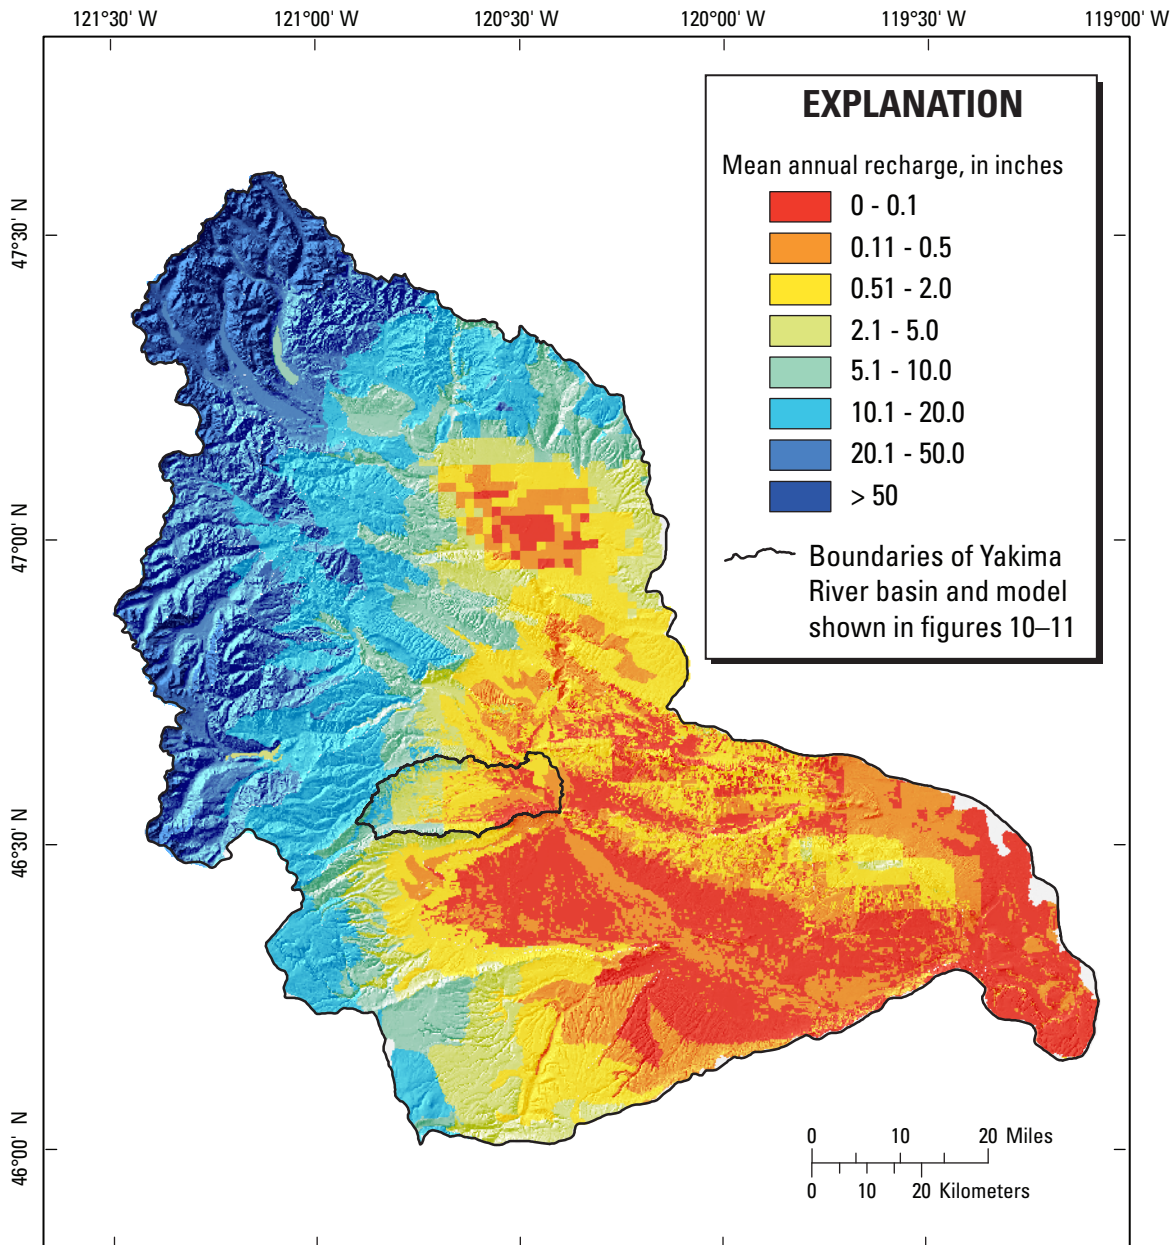 121°30' W 121°00' W 120°30' W 120°00' W 119°30' W 119°00' W
EXPLANATION
Mean annual recharge, in inches
0 - 0.1
0.11 - 0.5
0.51 - 2.0
2.1 - 5.0
5.1 - 10.0
10.1 - 20.0
20.1 - 50.0
> 50
Boundaries of Yakima
River basin and model
shown in figures 10–11
47°30' N
47°00' N
46°30' N
46°00' N
0 10 20 Miles
0 10 20 Kilometers